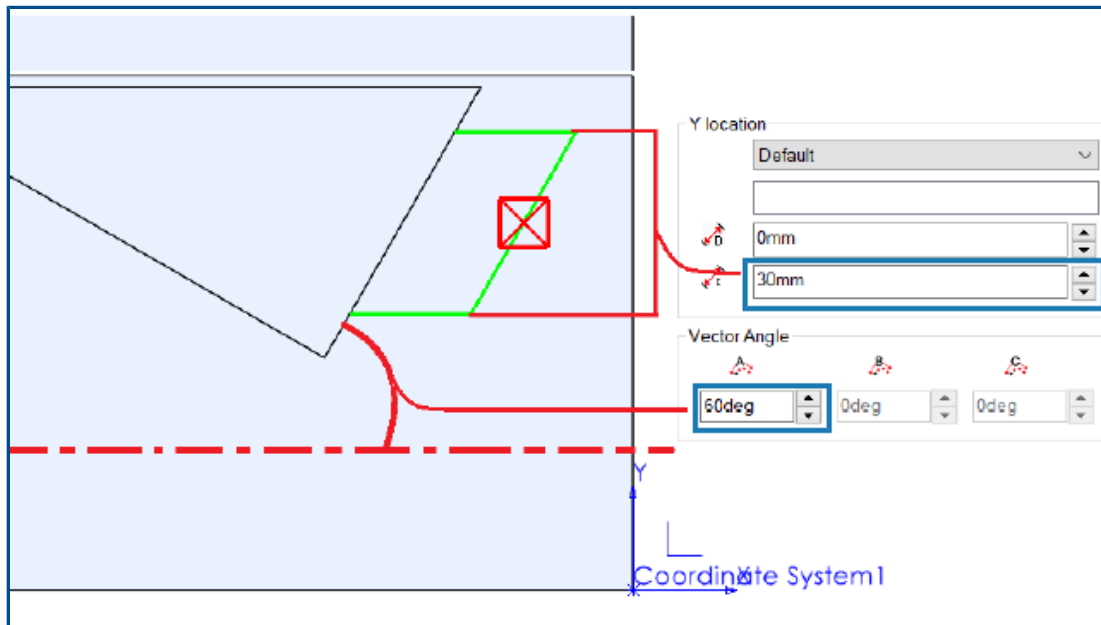 Y location
Default
D
0mm
30mm
Vector Angle
A B C
60deg 0deg 0deg
Y
X
Coordinate System1